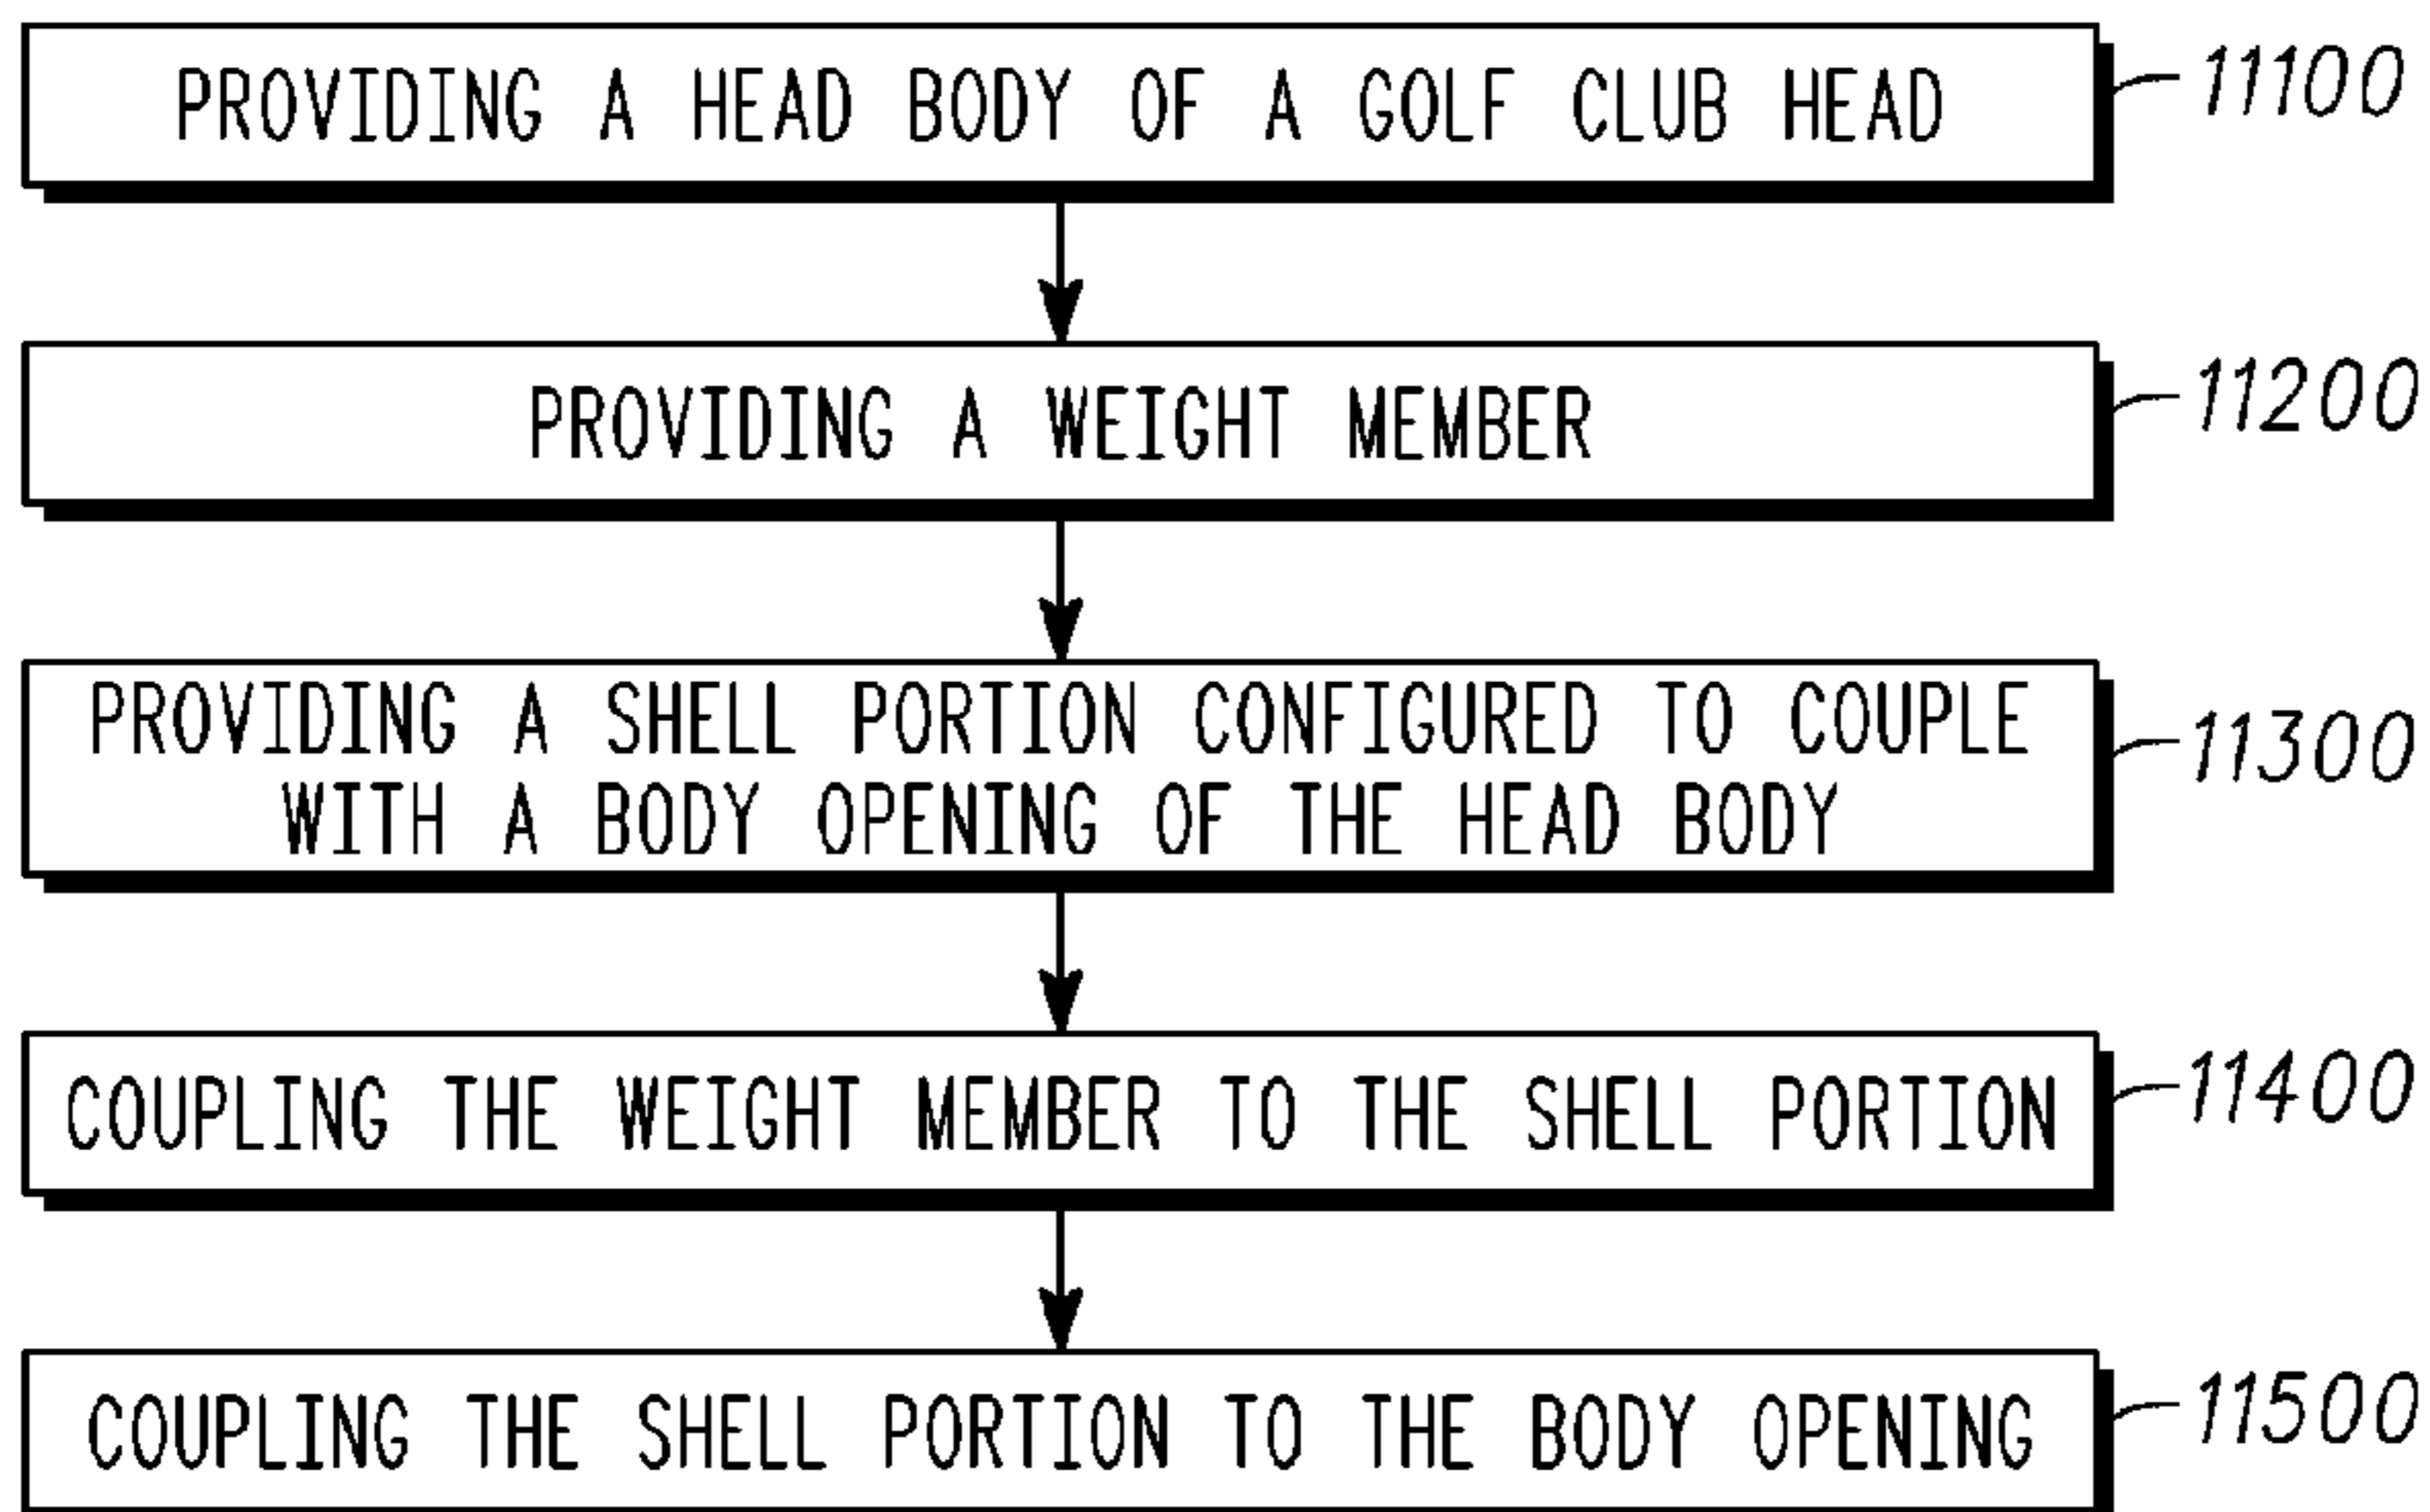 PROVIDING A HEAD BODY OF A GOLF CLUB HEAD
11100
PROVIDING A WEIGHT MEMBER
11200
PROVIDING A SHELL PORTION CONFIGURED TO COUPLE
WITH A BODY OPENING OF THE HEAD BODY
11300
COUPLING THE WEIGHT MEMBER TO THE SHELL PORTION
11400
COUPLING THE SHELL PORTION TO THE BODY OPENING
11500